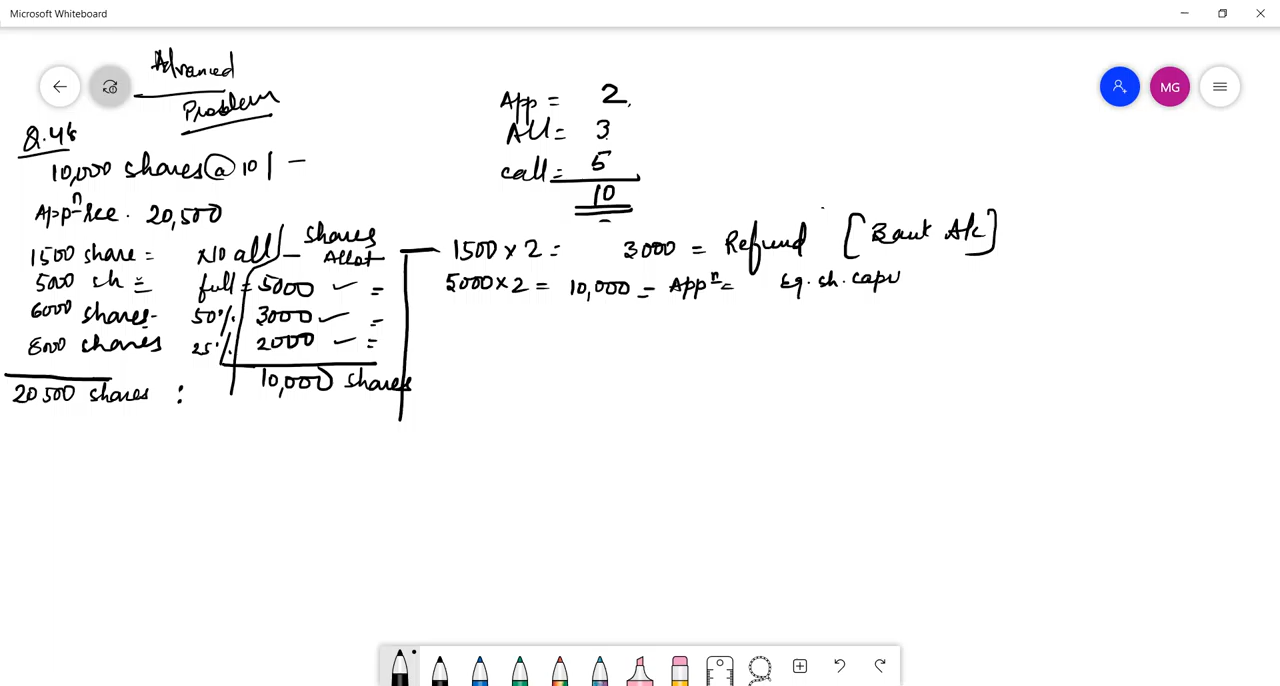 Microsoft Whiteboard
MG
Advanced
Problem
Q.46
10,000 shares @ 10/-
Appn Rec. 20,500
1500 share = No all/-
5000 sh = full = 5000 ✓ =
6000 shares- 50% 3000 ✓ =
8000 shares 25% 2000 ✓ =
20500 shares : 10,000 shares
shares
Allot
App = 2
All = 3
call = 5
10
1500 x 2 = 3000 = Refund [Bank A/c]
5000 x 2 = 10,000 = Appn = Eq. sh. cap